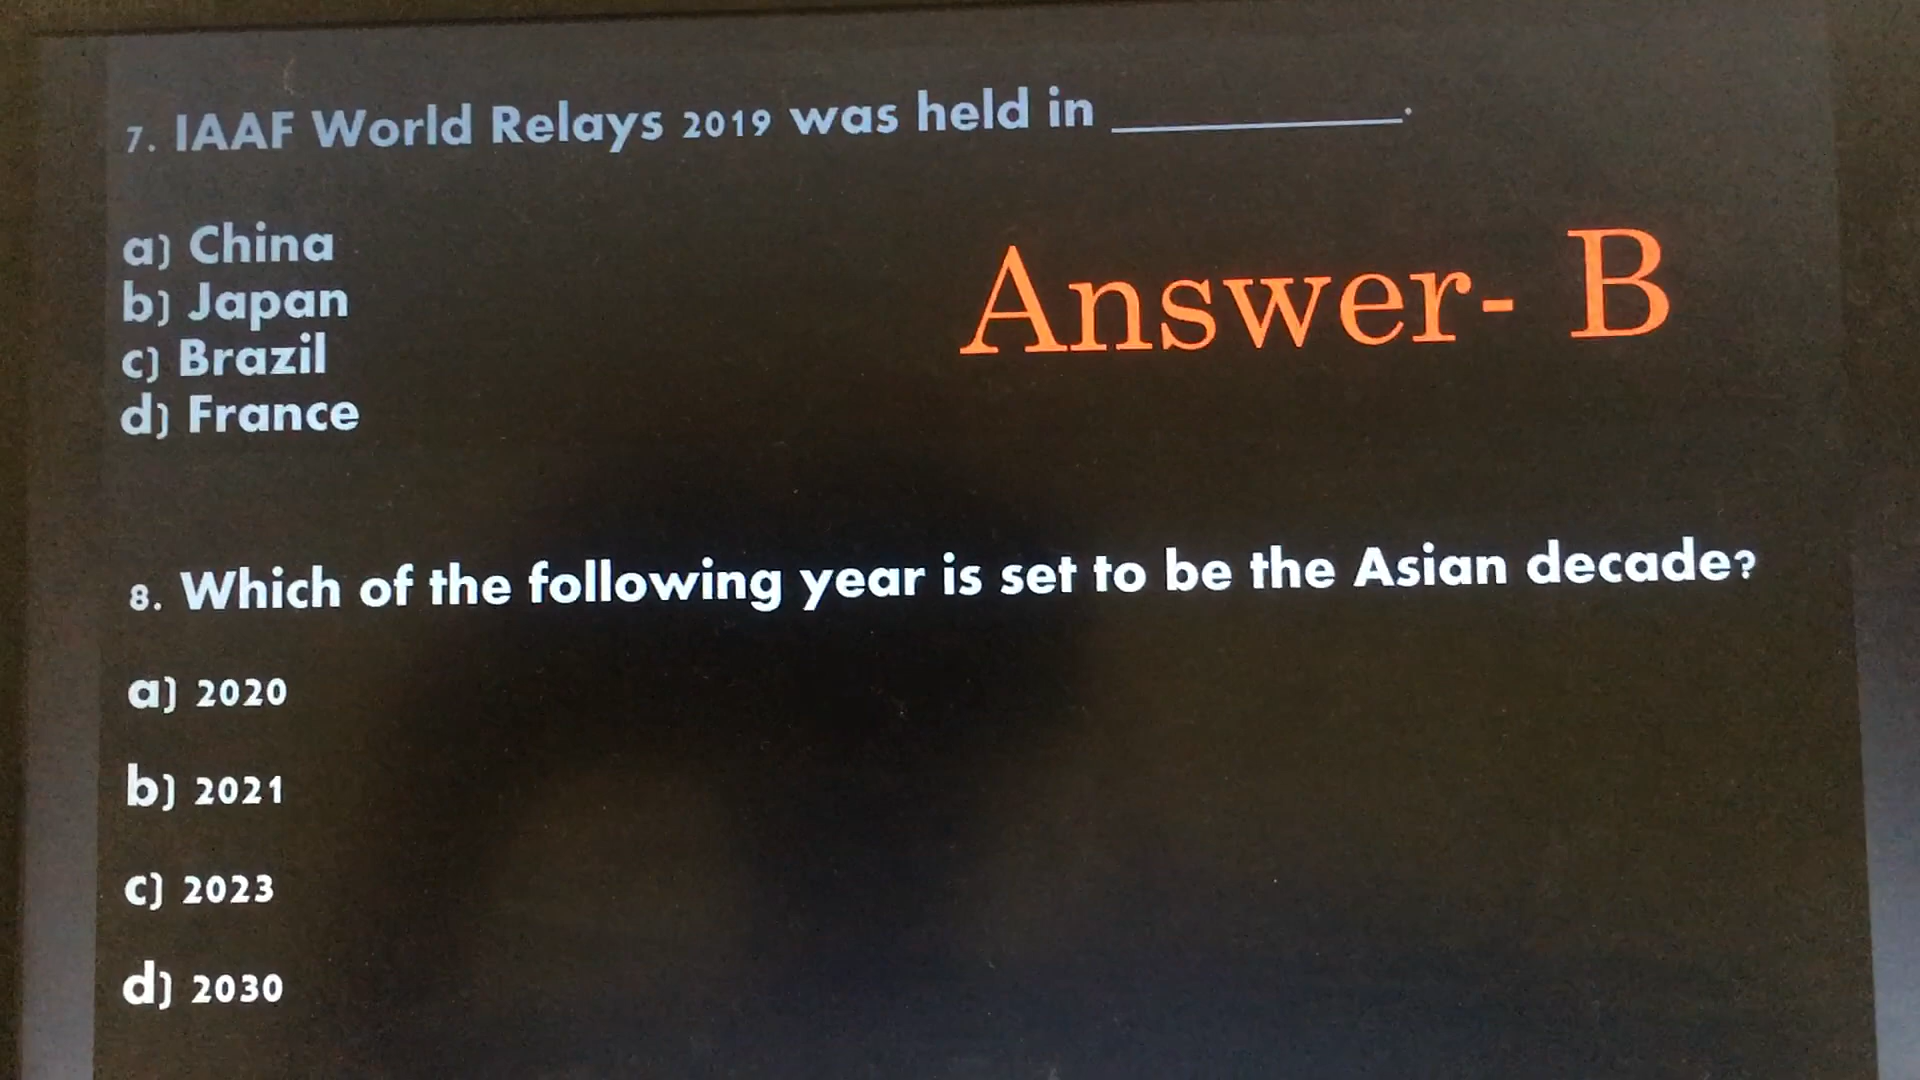 7. IAAF World Relays 2019 was held in __________.
a) China
b) Japan
c) Brazil
d) France
Answer- B
8. Which of the following year is set to be the Asian decade?
a) 2020
b) 2021
c) 2023
d) 2030